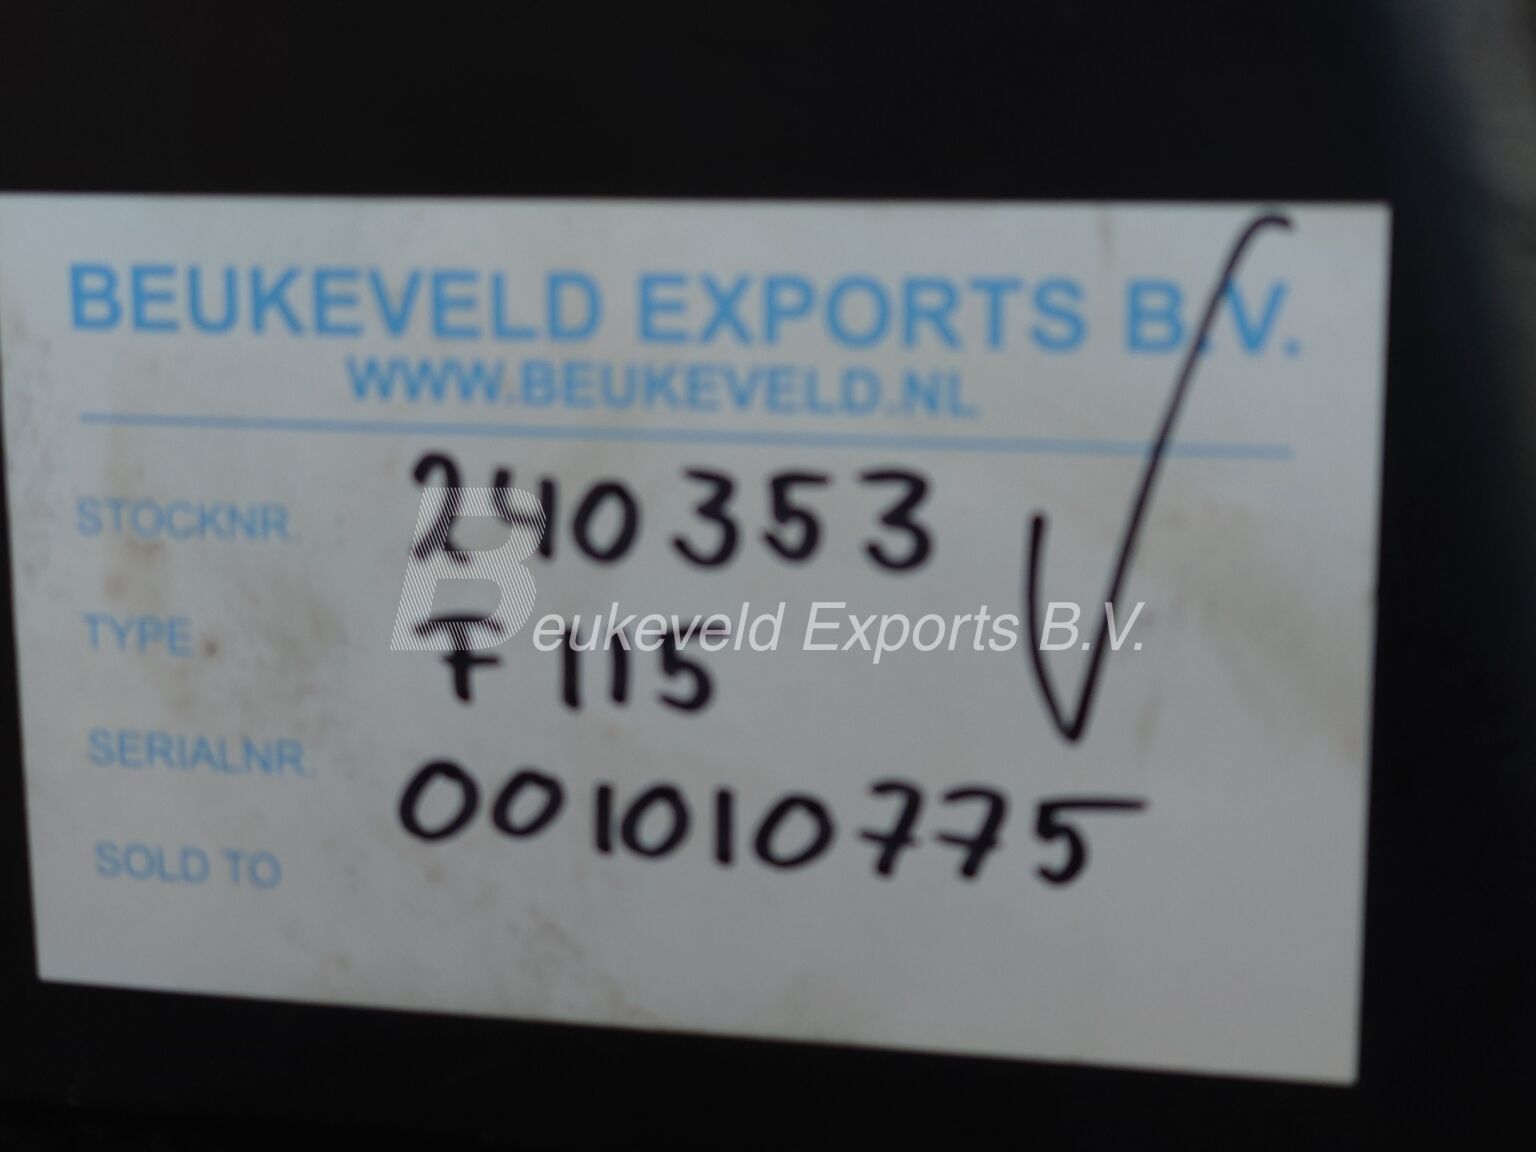 BEUKEVELD EXPORTS B.V.
WWW.BEUKEVELD.NL
STOCKNR. : 240353
Beukeveld Exports B.V.
TYPE : F115
SERIALNR. : 001010775
SOLD TO :